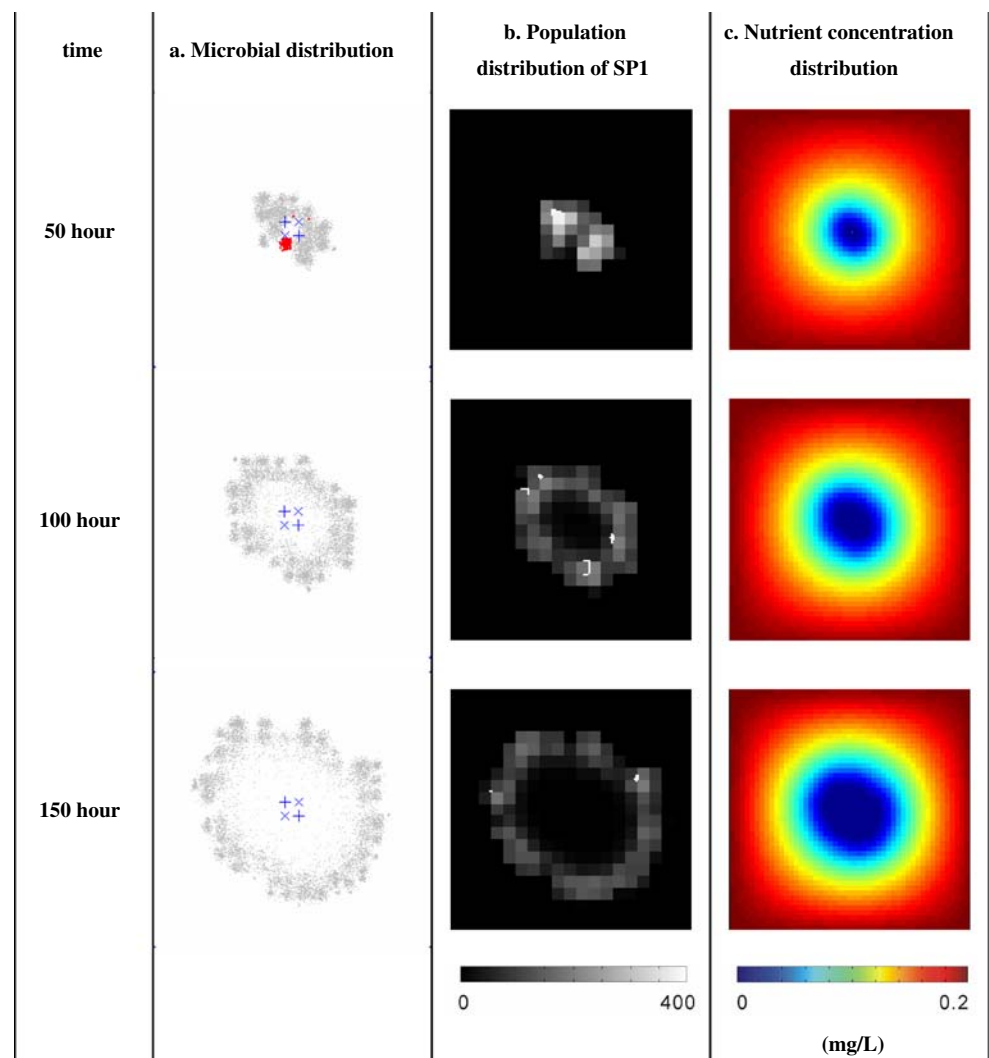 time
a. Microbial distribution
b. Population
distribution of SP1
c. Nutrient concentration
distribution
50 hour
100 hour
150 hour
0 400
0 0.2
(mg/L)